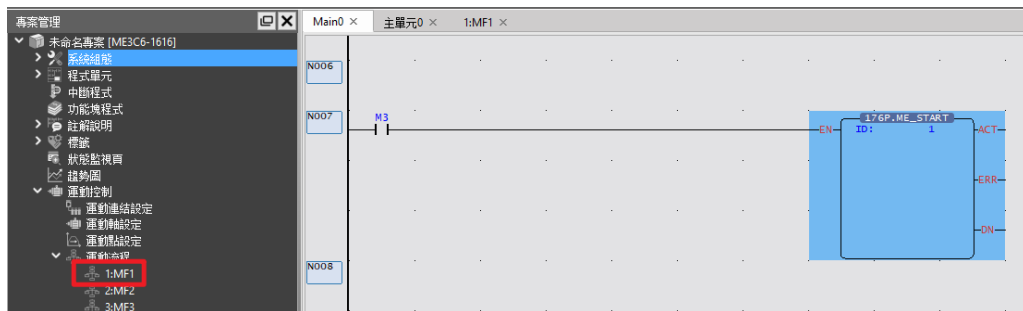 專案管理
Main0 ×
主單元0 ×
1:MF1 ×
未命名專案 [ME3C6-1616]
系統組態
程式單元
中斷程式
功能塊程式
註解說明
標籤
狀態監視頁
趨勢圖
運動控制
運動連結設定
運動軸設定
運動點設定
運動流程
1:MF1
2:MF2
3:MF3
N006
N007
M3
176P.ME_START
EN
ID: 1
ACT
ERR
DN
N008